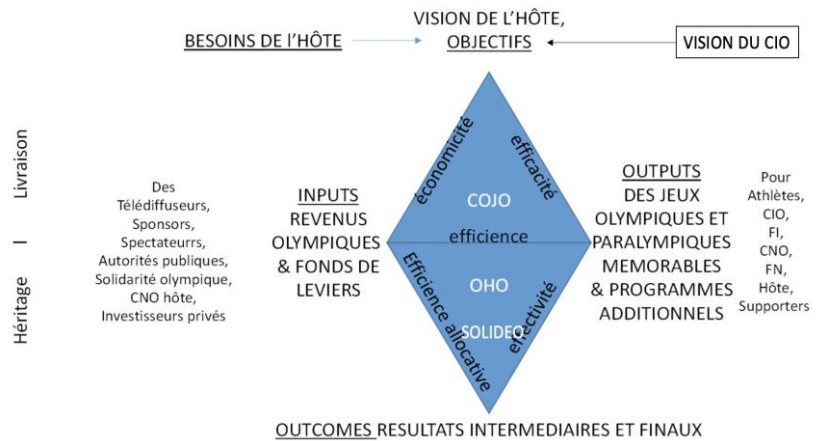 VISION DE L'HÔTE,
BESOINS DE l'HÔTE
OBJECTIFS
VISION DU CIO
Livraison
I
Héritage
Des
Télédiffuseurs,
Sponsors,
Spectateurrs,
Autorités publiques,
Solidarité olympique,
CNO hôte,
Investisseurs privés
INPUTS
REVENUS
OLYMPIQUES
& FONDS DE
LEVIERS
économicité
efficacité
COJO
efficience
OHO
SOLIDEO
Efficience allocative
effectivité
OUTPUTS
DES JEUX
OLYMPIQUES ET
PARALYMPIQUES
MEMORABLES
& PROGRAMMES
ADDITIONNELS
Pour
Athlètes,
CIO,
FI,
CNO,
FN,
Hôte,
Supporters
OUTCOMES RESULTATS INTERMEDIAIRES ET FINAUX